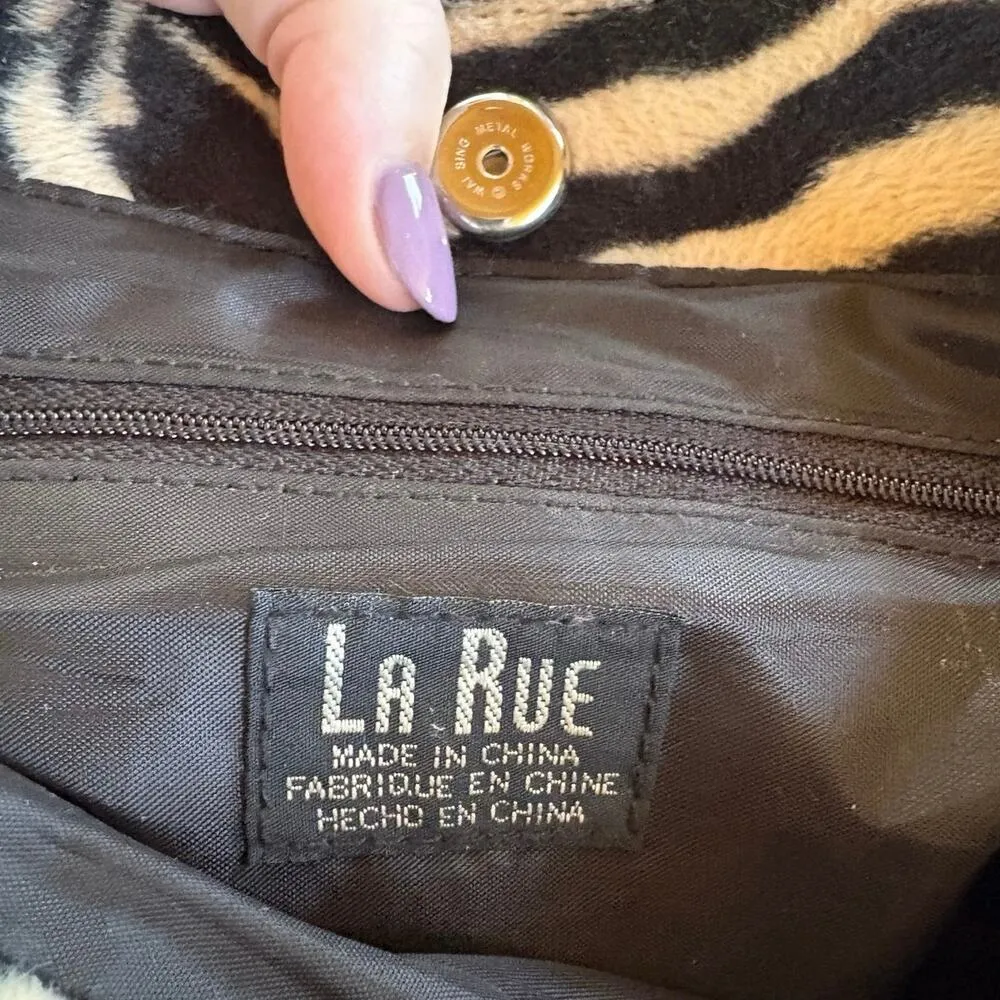 WAI SING METAL WORKS ©
LA RUE
MADE IN CHINA
FABRIQUE EN CHINE
HECHO EN CHINA